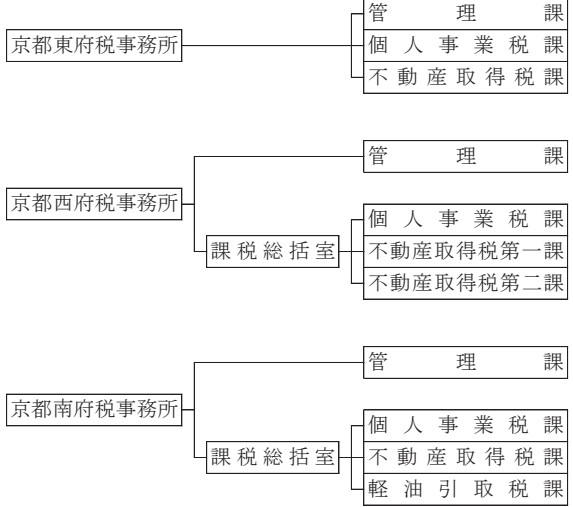 管理課
京都東府税事務所
個人事業税課
不動産取得税課
管理課
京都西府税事務所
個人事業税課
課税総括室
不動産取得税第一課
不動産取得税第二課
管理課
京都南府税事務所
個人事業税課
課税総括室
不動産取得税課
軽油引取税課